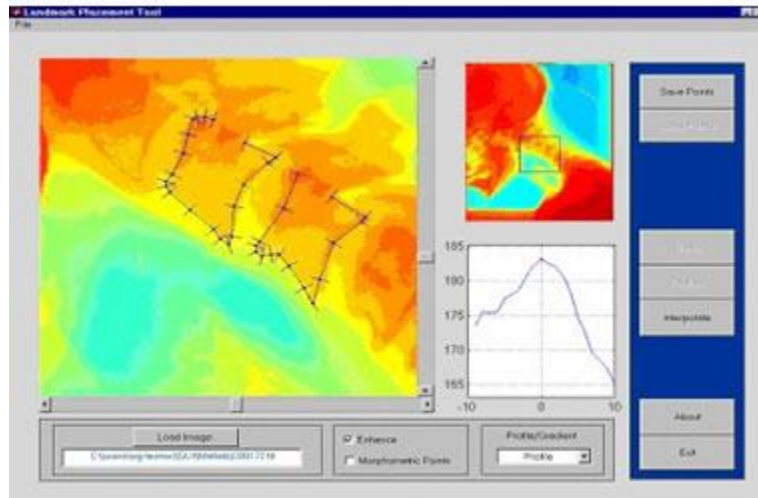 Landmark Placement Tool
File
Save Points
185
180
175
170
165
-10
0
10
Interpolate
About
Exit
Load Image
Enhance
Morphometric Points
Profile/Gradient
Profile